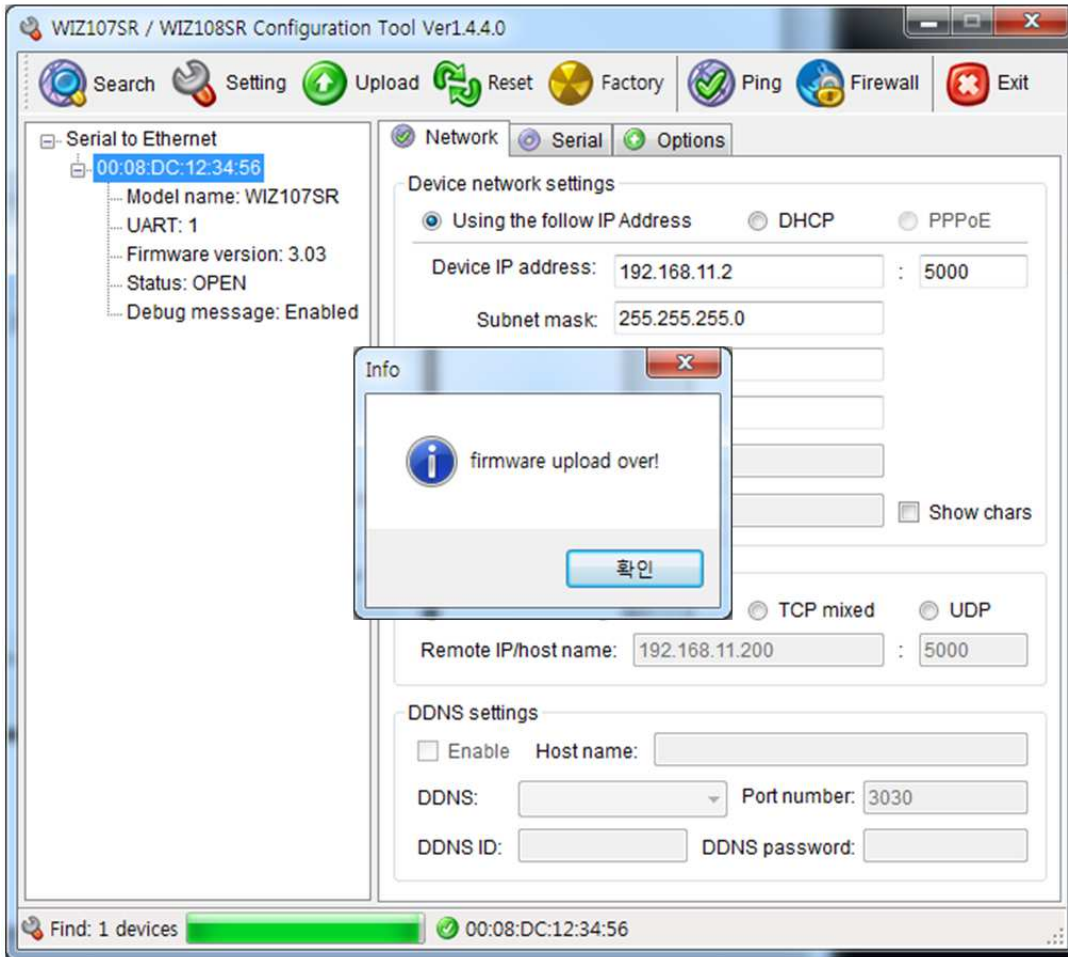 WIZ107SR / WIZ108SR Configuration Tool Ver1.4.4.0
Search Setting Upload Reset Factory Ping Firewall Exit
Serial to Ethernet
00:08:DC:12:34:56
Model name: WIZ107SR
UART: 1
Firmware version: 3.03
Status: OPEN
Debug message: Enabled
Network Serial Options
Device network settings
Using the follow IP Address DHCP PPPoE
Device IP address: 192.168.11.2 : 5000
Subnet mask: 255.255.255.0
Info
firmware upload over!
확인
Show chars
TCP mixed UDP
Remote IP/host name: 192.168.11.200 : 5000
DDNS settings
Enable Host name:
DDNS: Port number: 3030
DDNS ID: DDNS password:
Find: 1 devices 00:08:DC:12:34:56